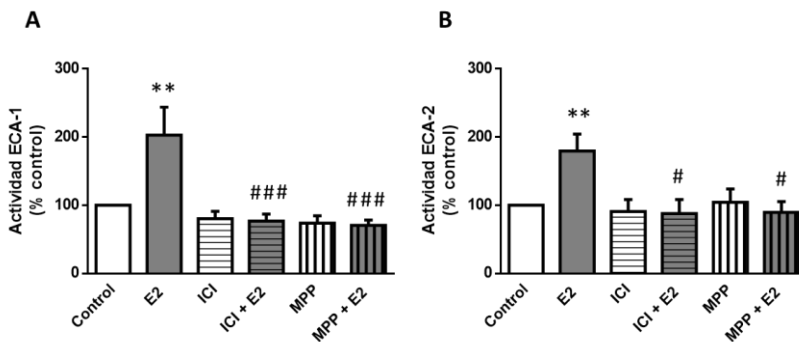 A
Actividad ECA-1
(% control)
300
200
100
0
**
###
###
Control
E2
ICI
ICI + E2
MPP
MPP + E2
B
Actividad ECA-2
(% control)
300
200
100
0
**
#
#
Control
E2
ICI
ICI + E2
MPP
MPP + E2